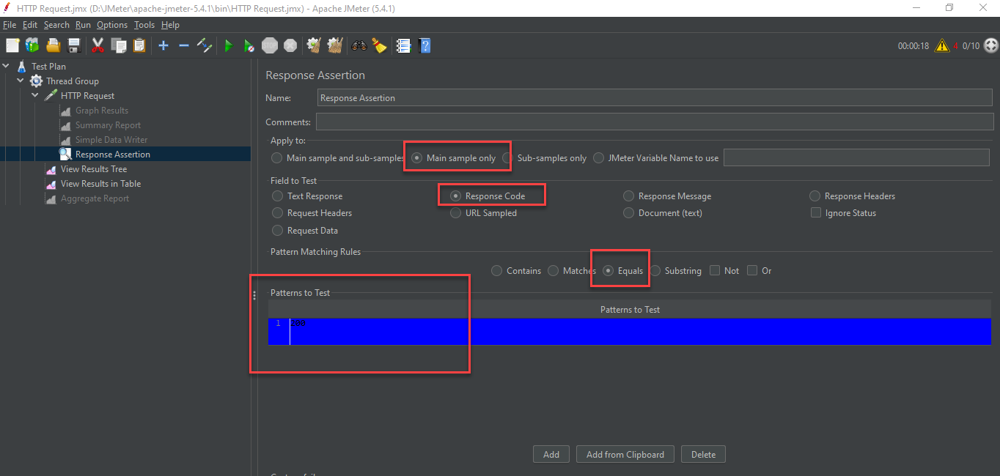 HTTP Request.jmx (D:\JMeter\apache-jmeter-5.4.1\bin\HTTP Request.jmx) - Apache JMeter (5.4.1)
File Edit Search Run Options Tools Help
STOP 00:00:18 4 0/10
Test Plan
Thread Group
HTTP Request
Graph Results
Summary Report
Simple Data Writer
Response Assertion
View Results Tree
View Results in Table
Aggregate Report
Response Assertion
Name: Response Assertion
Comments:
Apply to:
Main sample and sub-samples Main sample only Sub-samples only JMeter Variable Name to use
Field to Test
Text Response Response Code Response Message Response Headers
Request Headers URL Sampled Document (text) Ignore Status
Request Data
Pattern Matching Rules
Contains Matches Equals Substring Not Or
Patterns to Test
Patterns to Test
1 200
Add Add from Clipboard Delete